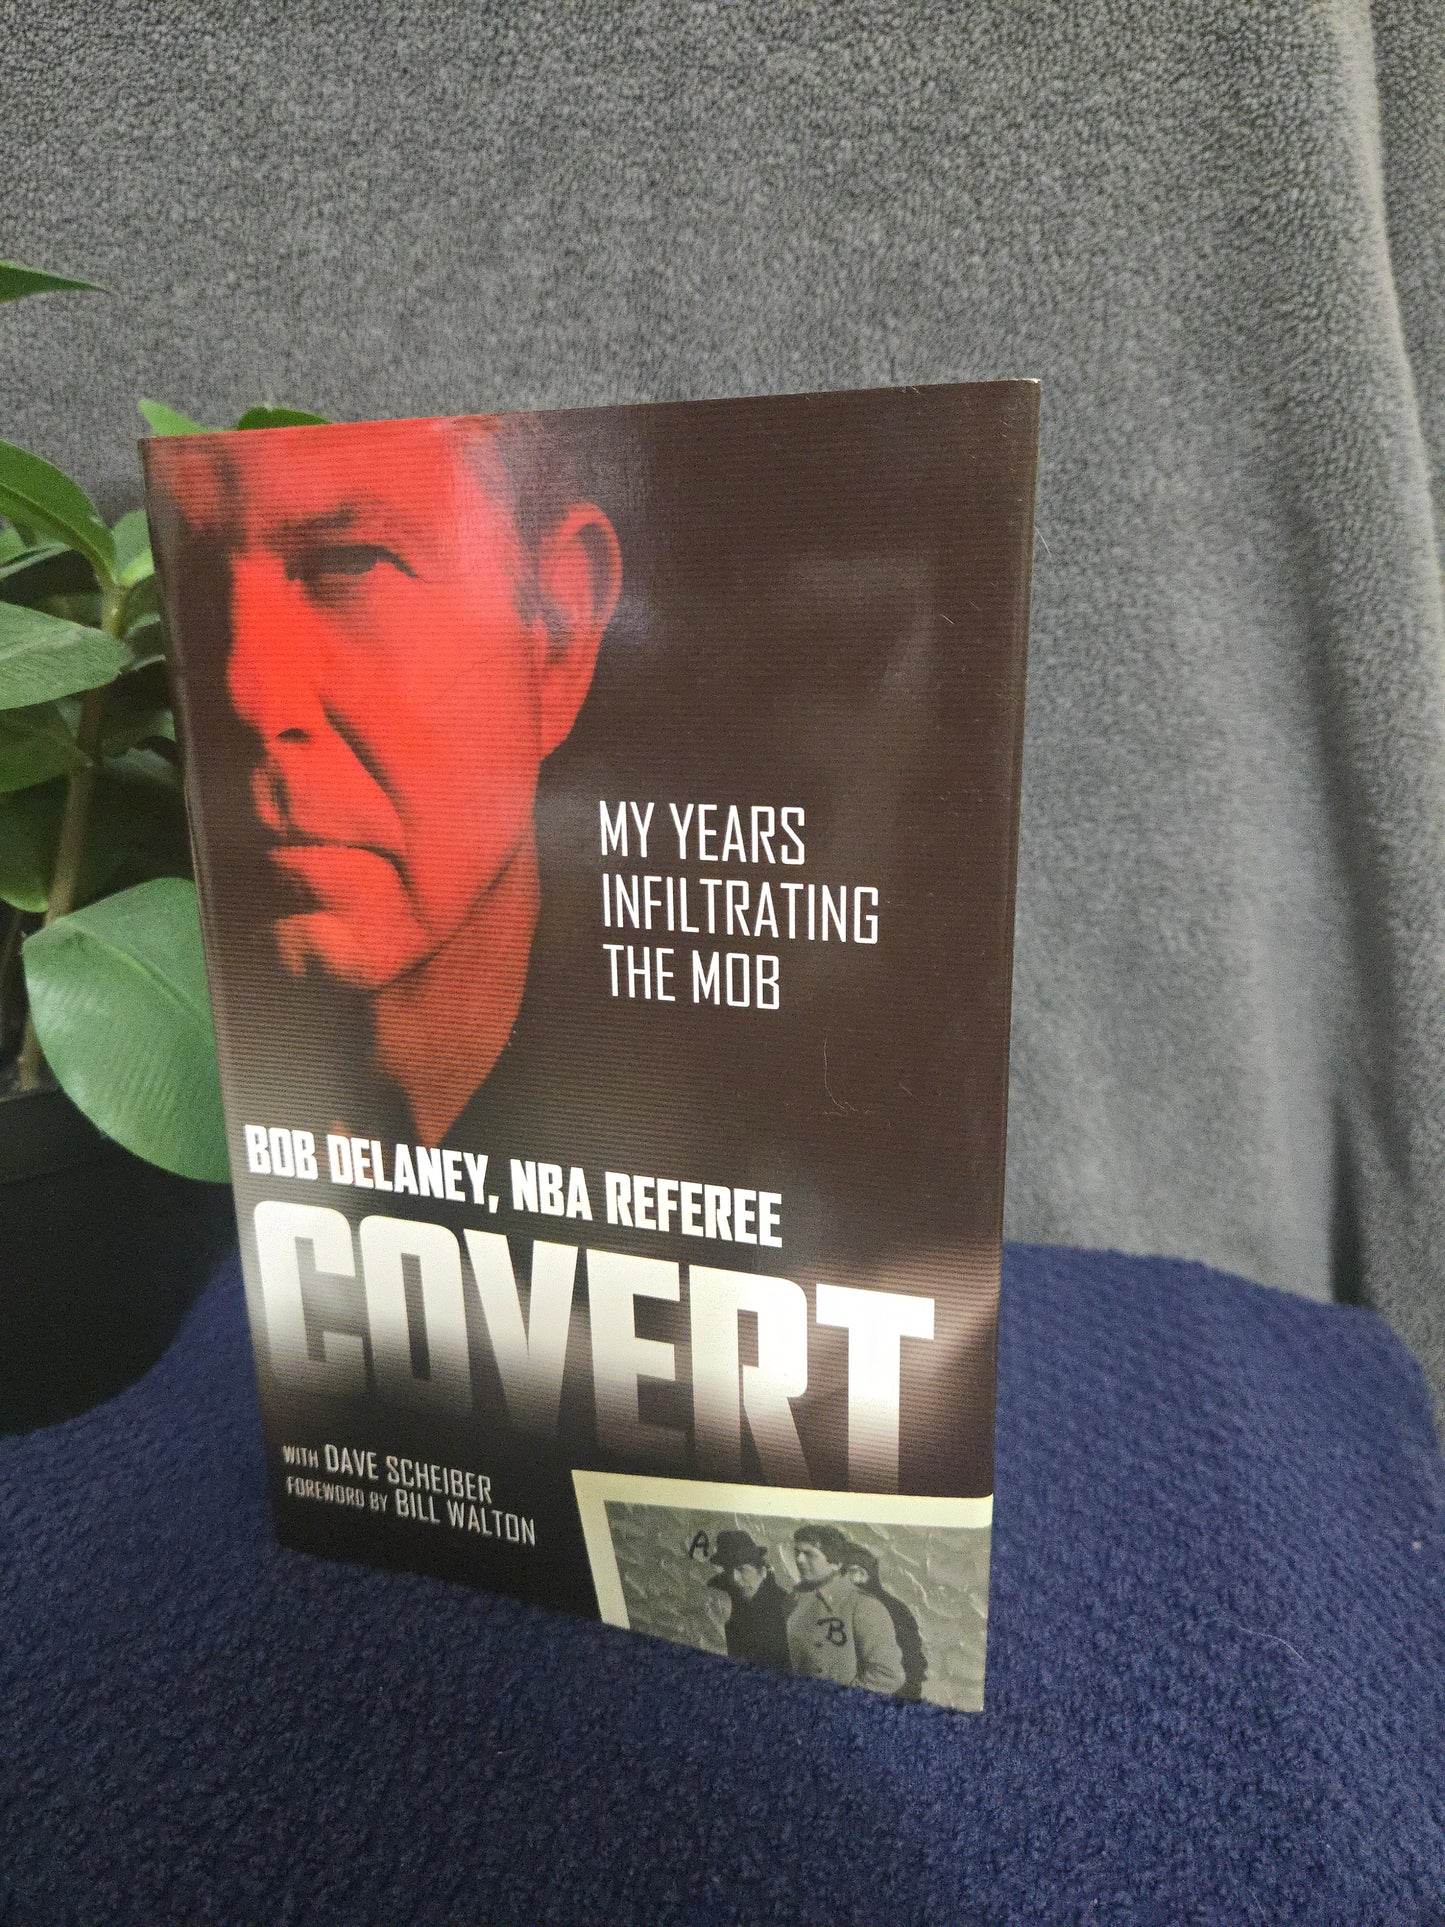 MY YEARS
INFILTRATING
THE MOB
BOB DELANEY, NBA REFEREE
COVERT
WITH DAVE SCHEIBER
FOREWORD BY BILL WALTON
A
B